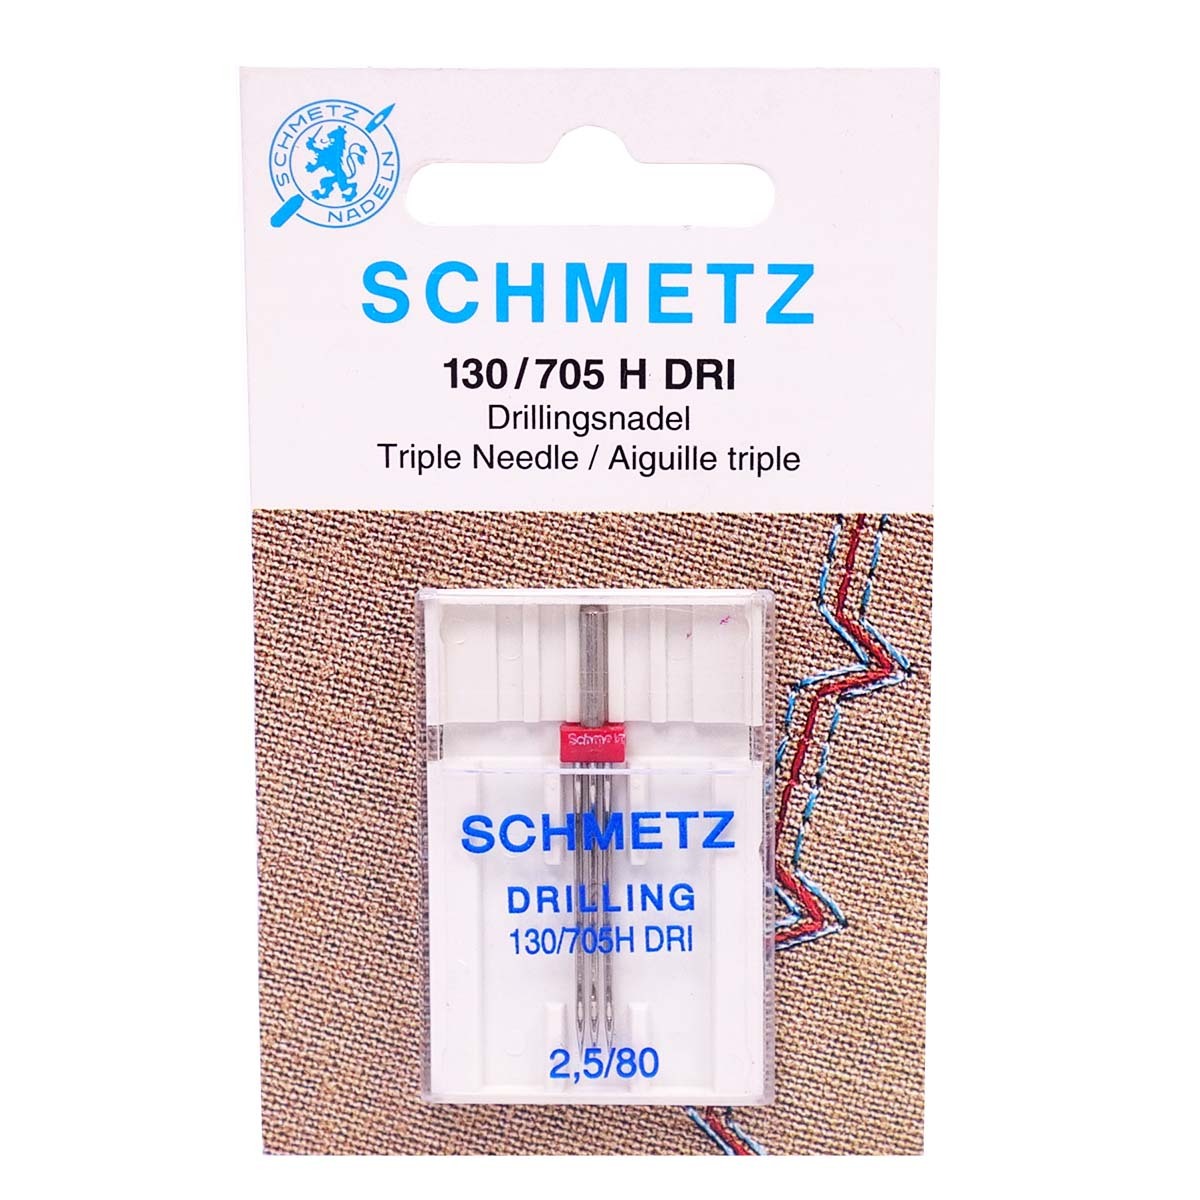 SCHMETZ
NADELN
SCHMETZ
130/705 H DRI
Drillingsnadel
Triple Needle / Aiguille triple
Schmetz
SCHMETZ
DRILLING
130/705H DRI
2,5/80